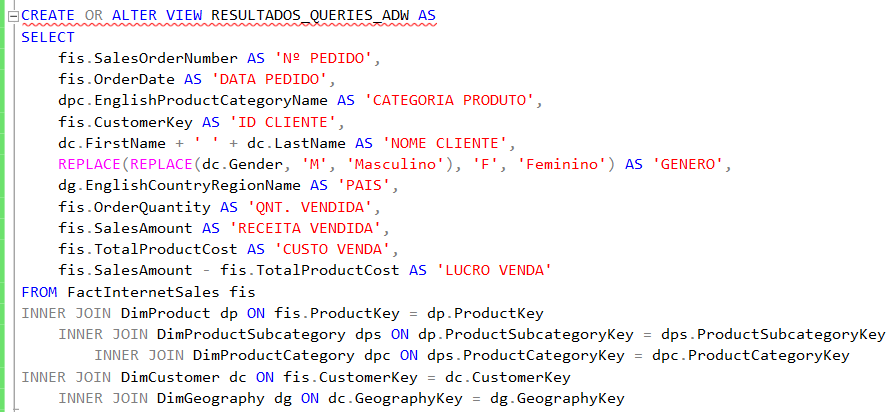 CREATE OR ALTER VIEW RESULTADOS_QUERIES_ADW AS
SELECT
fis.SalesOrderNumber AS 'Nº PEDIDO',
fis.OrderDate AS 'DATA PEDIDO',
dpc.EnglishProductCategoryName AS 'CATEGORIA PRODUTO',
fis.CustomerKey AS 'ID CLIENTE',
dc.FirstName + ' ' + dc.LastName AS 'NOME CLIENTE',
REPLACE(REPLACE(dc.Gender, 'M', 'Masculino'), 'F', 'Feminino') AS 'GENERO',
dg.EnglishCountryRegionName AS 'PAIS',
fis.OrderQuantity AS 'QNT. VENDIDA',
fis.SalesAmount AS 'RECEITA VENDIDA',
fis.TotalProductCost AS 'CUSTO VENDA',
fis.SalesAmount - fis.TotalProductCost AS 'LUCRO VENDA'
FROM FactInternetSales fis
INNER JOIN DimProduct dp ON fis.ProductKey = dp.ProductKey
INNER JOIN DimProductSubcategory dps ON dp.ProductSubcategoryKey = dps.ProductSubcategoryKey
INNER JOIN DimProductCategory dpc ON dps.ProductCategoryKey = dpc.ProductCategoryKey
INNER JOIN DimCustomer dc ON fis.CustomerKey = dc.CustomerKey
INNER JOIN DimGeography dg ON dc.GeographyKey = dg.GeographyKey